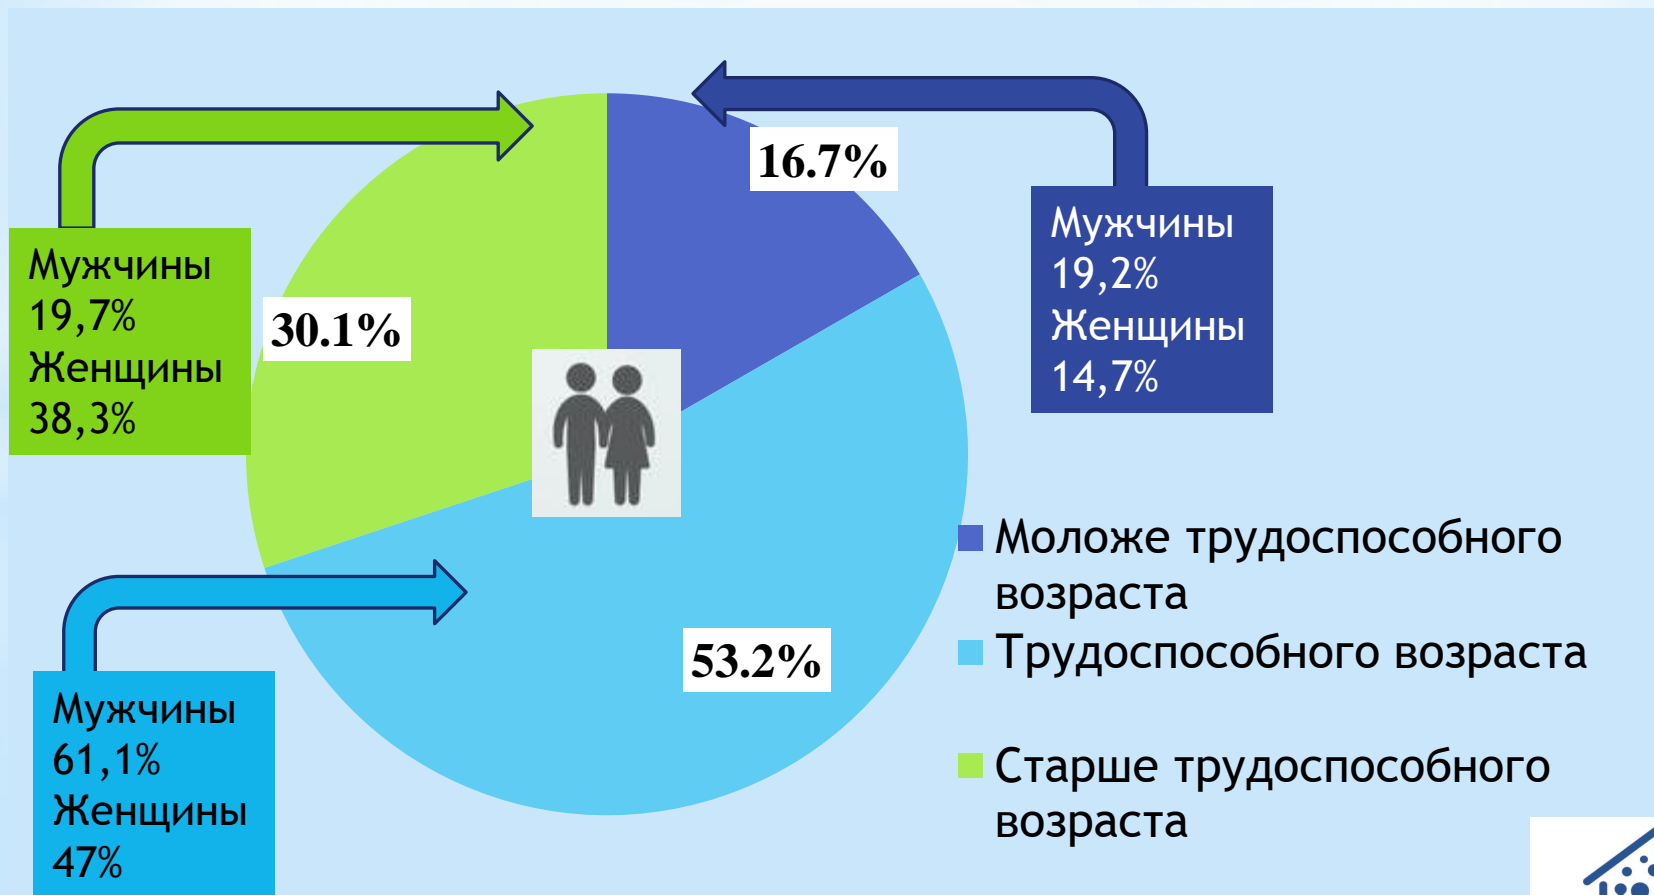 16.7%
Мужчины
19,2%
Женщины
14,7%
Мужчины
19,7%
Женщины
38,3%
30.1%
53.2%
Мужчины
61,1%
Женщины
47%
Моложе трудоспособного
возраста
Трудоспособного возраста
Старше трудоспособного
возраста